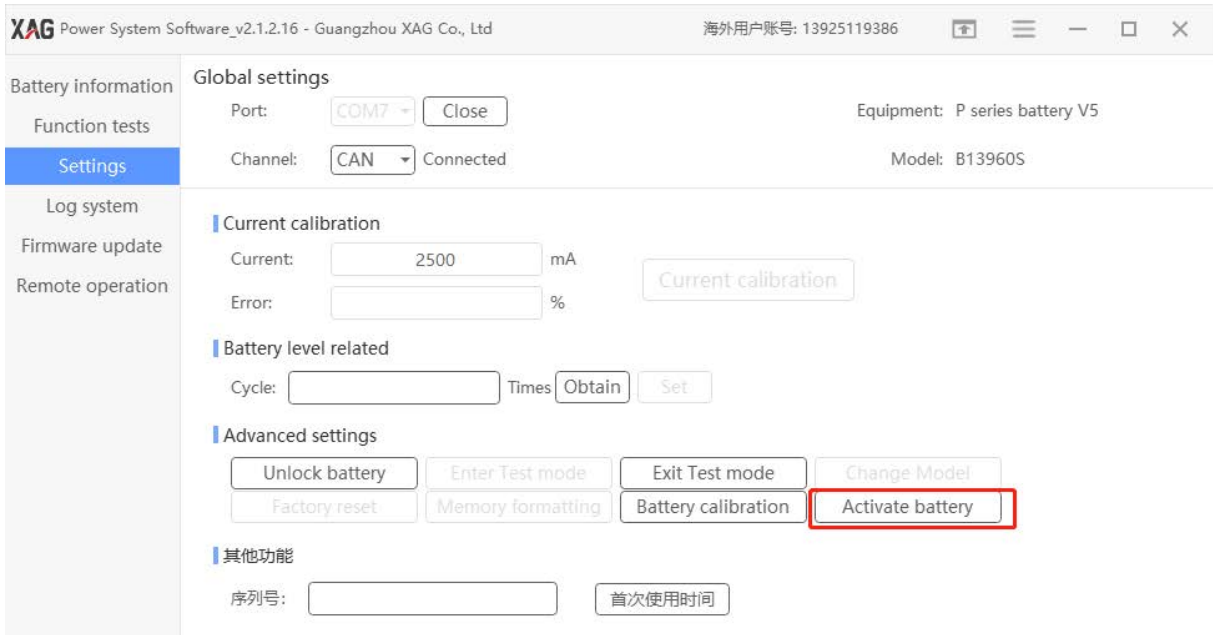 XAG Power System Software_v2.1.2.16 - Guangzhou XAG Co., Ltd 海外用户账号: 13925119386
Battery information
Function tests
Settings
Log system
Firmware update
Remote operation
Global settings
Port: COM7 Close Equipment: P series battery V5
Channel: CAN Connected Model: B13960S
Current calibration
Current: 2500 mA Current calibration
Error: %
Battery level related
Cycle: Times Obtain Set
Advanced settings
Unlock battery Enter Test mode Exit Test mode Change Model
Factory reset Memory formatting Battery calibration Activate battery
其他功能
序列号: 首次使用时间